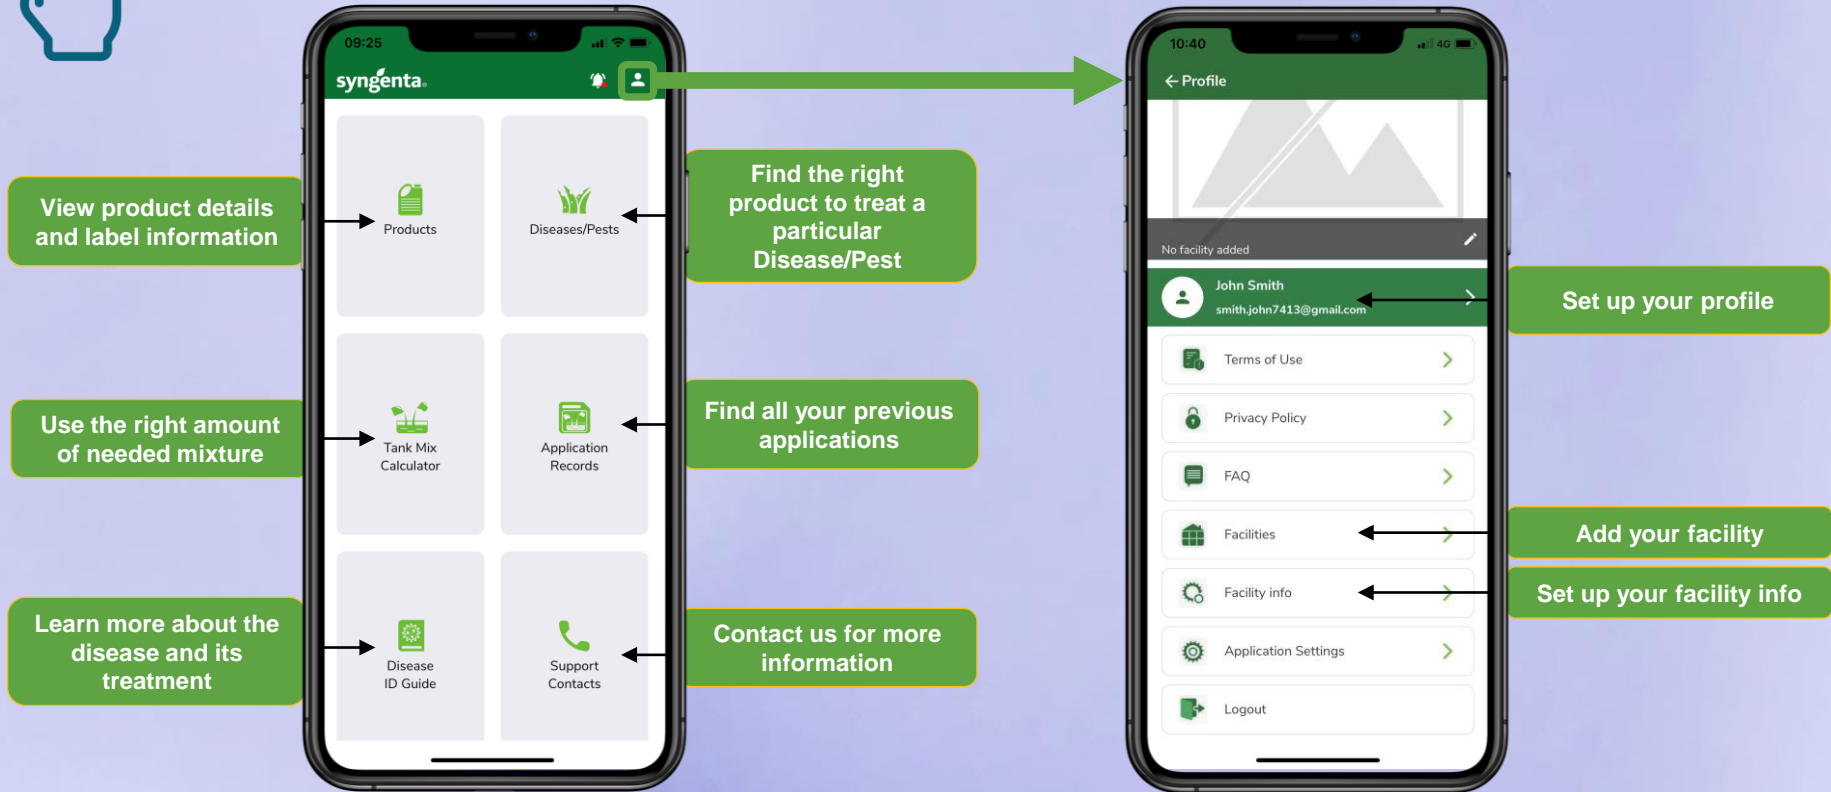 09:25
syngenta.
View product details
and label information
Products
Diseases/Pests
Find the right
product to treat a
particular
Disease/Pest
Use the right amount
of needed mixture
Tank Mix
Calculator
Application
Records
Find all your previous
applications
Learn more about the
disease and its
treatment
Disease
ID Guide
Support
Contacts
Contact us for more
information
10:40
4G
Profile
No facility added
John Smith
smith.john7413@gmail.com
Set up your profile
Terms of Use
Privacy Policy
FAQ
Facilities
Add your facility
Facility info
Set up your facility info
Application Settings
Logout